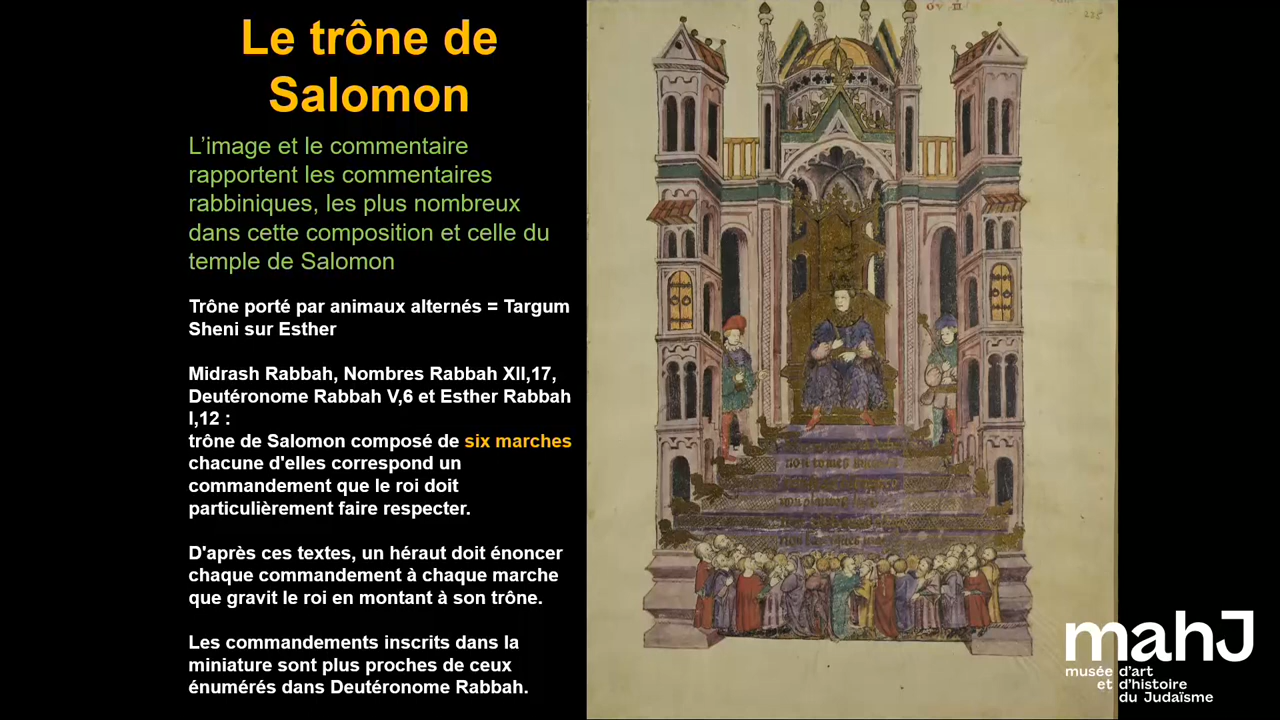 Le trône de
Salomon
L'image et le commentaire
rapportent les commentaires
rabbiniques, les plus nombreux
dans cette composition et celle du
temple de Salomon
Trône porté par animaux alternés = Targum
Sheni sur Esther
Midrash Rabbah, Nombres Rabbah XII,17,
Deutéronome Rabbah V,6 et Esther Rabbah
I,12 :
trône de Salomon composé de six marches
chacune d'elles correspond un
commandement que le roi doit
particulièrement faire respecter.
D'après ces textes, un héraut doit énoncer
chaque commandement à chaque marche
que gravit le roi en montant à son trône.
Les commandements inscrits dans la
miniature sont plus proches de ceux
énumérés dans Deutéronome Rabbah.
mahJ
musée d'art
et d'histoire
du Judaïsme